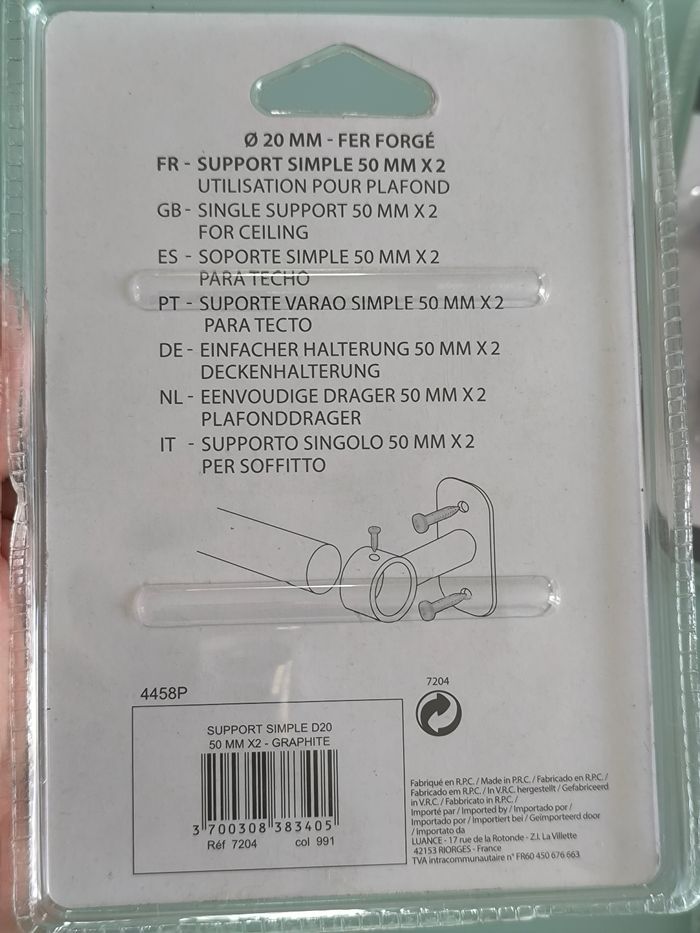 Ø 20 MM - FER FORGÉ
FR - SUPPORT SIMPLE 50 MM X 2
UTILISATION POUR PLAFOND
GB - SINGLE SUPPORT 50 MM X 2
FOR CEILING
ES - SOPORTE SIMPLE 50 MM X 2
PARA TECHO
PT - SUPORTE VARAO SIMPLE 50 MM X 2
PARA TECTO
DE - EINFACHER HALTERUNG 50 MM X 2
DECKENHALTERUNG
NL - EENVOUDIGE DRAGER 50 MM X 2
PLAFONDDRAGER
IT - SUPPORTO SINGOLO 50 MM X 2
PER SOFFITTO
4458P
7204
SUPPORT SIMPLE D20
50 MM X2 - GRAPHITE
3 700308 383405
Réf 7204 col 991
Fabriqué en R.P.C. / Made in P.R.C. / Fabricado en R.P.C. /
Fabricado em R.P.C. / In V.R.C. hergestellt / Gefabriceerd
in V.R.C. / Fabbricato in R.P.C. /
Importé par / Imported by / Importado por /
Importado por / Importiert bei / Geïmporteerd door
/ importato da
LUANCE - 17 rue de la Rotonde - Z.I. La Villette
42153 RIORGES - France
TVA intracommunautaire n° FR60 450 676 663